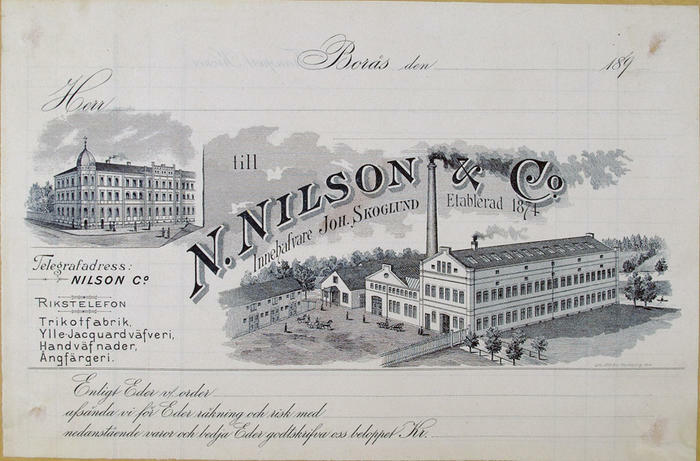 Borås den 189
Herr
till
N. NILSON & Co.
Innehafvare JOH. SKOGLUND
Etablerad 1874.
Telegrafadress:
NILSON Co.
RIKSTELEFON
Trikotfabrik,
Ylle-Jacquardväfveri,
Handväfnader,
Ångfärgeri.
Enligt Eder v/ order
afsända vi för Eder räkning och risk med
nedanstående varor och bedja Eder godtskrifva oss beloppet Kr.